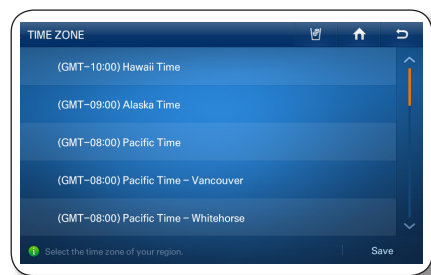 TIME ZONE
(GMT-10:00) Hawaii Time
(GMT-09:00) Alaska Time
(GMT-08:00) Pacific Time
(GMT-08:00) Pacific Time - Vancouver
(GMT-08:00) Pacific Time - Whitehorse
Select the time zone of your region.
Save